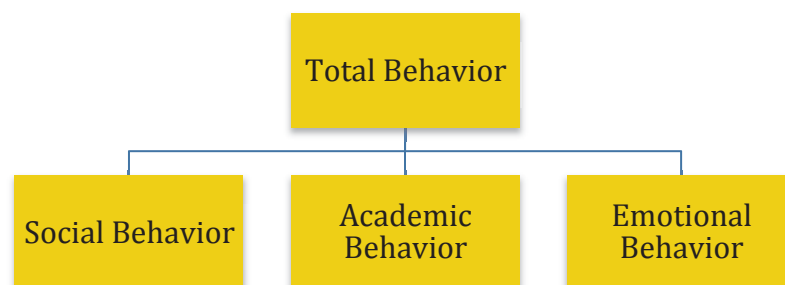 Total Behavior
Social Behavior
Academic
Behavior
Emotional
Behavior